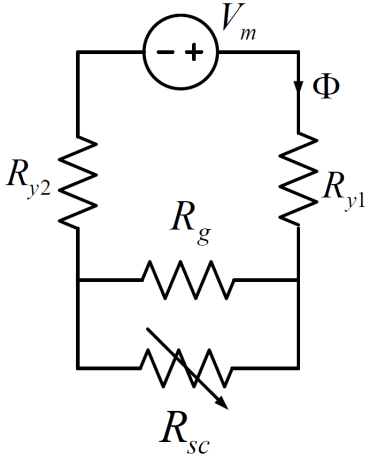 V_m
- +
Φ
R_y2
R_y1
R_g
R_sc